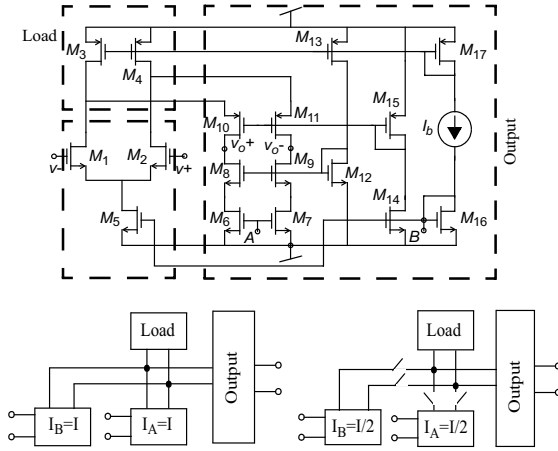 Load
M3
M4
M13
M17
M10
M11
M15
Ib
vo+
vo-
M1
M2
v-
v+
M8
M9
M12
M5
M6
M7
M14
M16
A
B
Output
Load
Output
IB=I
IA=I
Load
Output
IB=I/2
IA=I/2